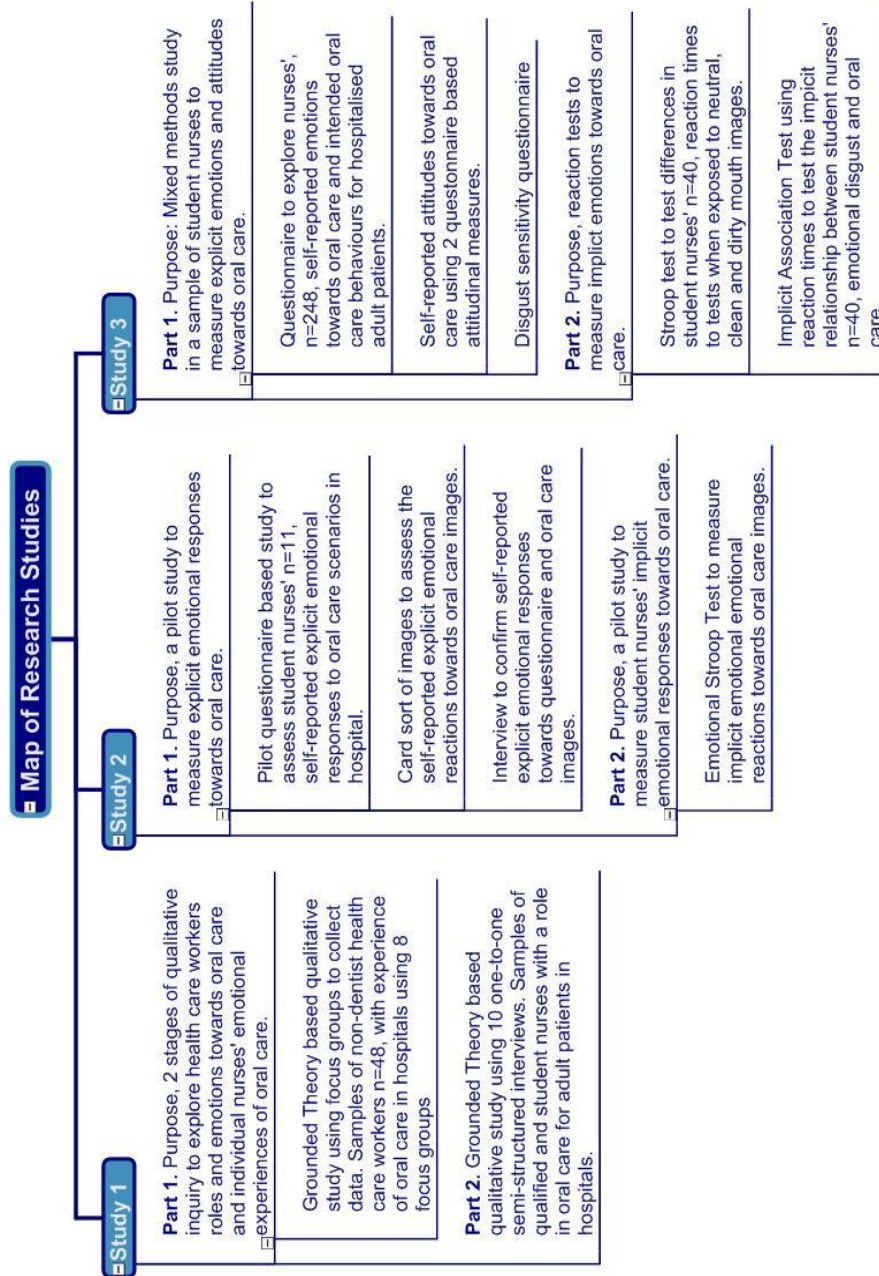 Map of Research Studies
Study 1
Part 1. Purpose, 2 stages of qualitative
inquiry to explore health care workers
roles and emotions towards oral care
and individual nurses' emotional
experiences of oral care.
Grounded Theory based qualitative
study using focus groups to collect
data. Samples of non-dentist health
care workers n=48, with experience
of oral care in hospitals using 8
focus groups
Part 2. Grounded Theory based
qualitative study using 10 one-to-one
semi-structured interviews. Samples of
qualified and student nurses with a role
in oral care for adult patients in
hospitals.
Study 2
Part 1. Purpose, a pilot study to
measure explicit emotional responses
towards oral care.
Pilot questionnaire based study to
assess student nurses' n=11,
self-reported explicit emotional
responses to oral care scenarios in
hospital.
Card sort of images to assess the
self-reported explicit emotional
reactions towards oral care images.
Interview to confirm self-reported
explicit emotional responses
towards questionnaire and oral care
images.
Part 2. Purpose, a pilot study to
measure student nurses' implicit
emotional responses towards oral care.
Emotional Stroop Test to measure
implicit emotional emotional
reactions towards oral care images.
Study 3
Part 1. Purpose: Mixed methods study
in a sample of student nurses to
measure explicit emotions and attitudes
towards oral care.
Questionnaire to explore nurses',
n=248, self-reported emotions
towards oral care and intended oral
care behaviours for hospitalised
adult patients.
Self-reported attitudes towards oral
care using 2 questonnaire based
attitudinal measures.
Disgust sensitivity questionnaire
Part 2. Purpose, reaction tests to
measure implict emotions towards oral
care.
Stroop test to test differences in
student nurses' n=40, reaction times
to tests when exposed to neutral,
clean and dirty mouth images.
Implicit Association Test using
reaction times to test the impicit
relationship between student nurses'
n=40, emotional disgust and oral
care